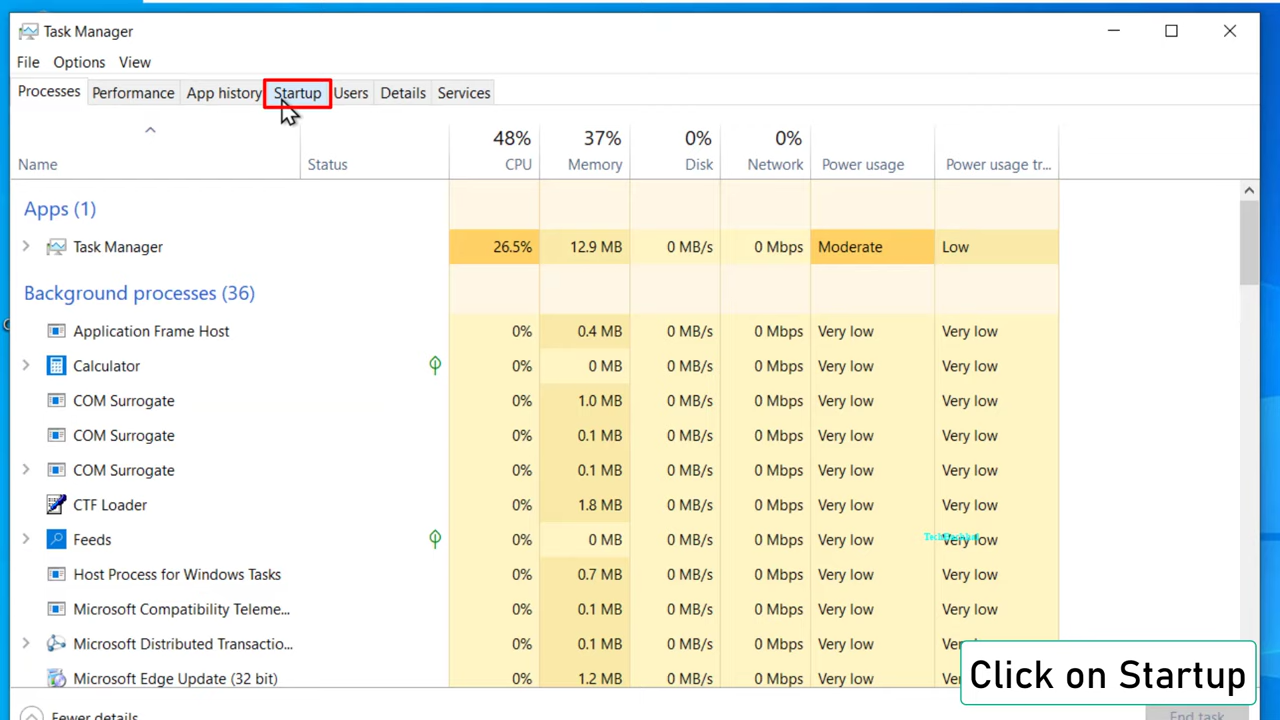 Task Manager
File Options View
Processes Performance App history Startup Users Details Services
48% 37% 0% 0%
Name Status CPU Memory Disk Network Power usage Power usage tr...
Apps (1)
Task Manager 26.5% 12.9 MB 0 MB/s 0 Mbps Moderate Low
Background processes (36)
Application Frame Host 0% 0.4 MB 0 MB/s 0 Mbps Very low Very low
Calculator 0% 0 MB 0 MB/s 0 Mbps Very low Very low
COM Surrogate 0% 1.0 MB 0 MB/s 0 Mbps Very low Very low
COM Surrogate 0% 0.1 MB 0 MB/s 0 Mbps Very low Very low
COM Surrogate 0% 0.1 MB 0 MB/s 0 Mbps Very low Very low
CTF Loader 0% 1.8 MB 0 MB/s 0 Mbps Very low Very low
Feeds 0% 0 MB 0 MB/s 0 Mbps Very low Very low
Host Process for Windows Tasks 0% 0.7 MB 0 MB/s 0 Mbps Very low Very low
Microsoft Compatibility Teleme... 0% 0.1 MB 0 MB/s 0 Mbps Very low Very low
Microsoft Distributed Transactio... 0% 0.1 MB 0 MB/s 0 Mbps Very low
Microsoft Edge Update (32 bit) 0% 1.2 MB 0 MB/s 0 Mbps Very low
Click on Startup
Fewer details End task